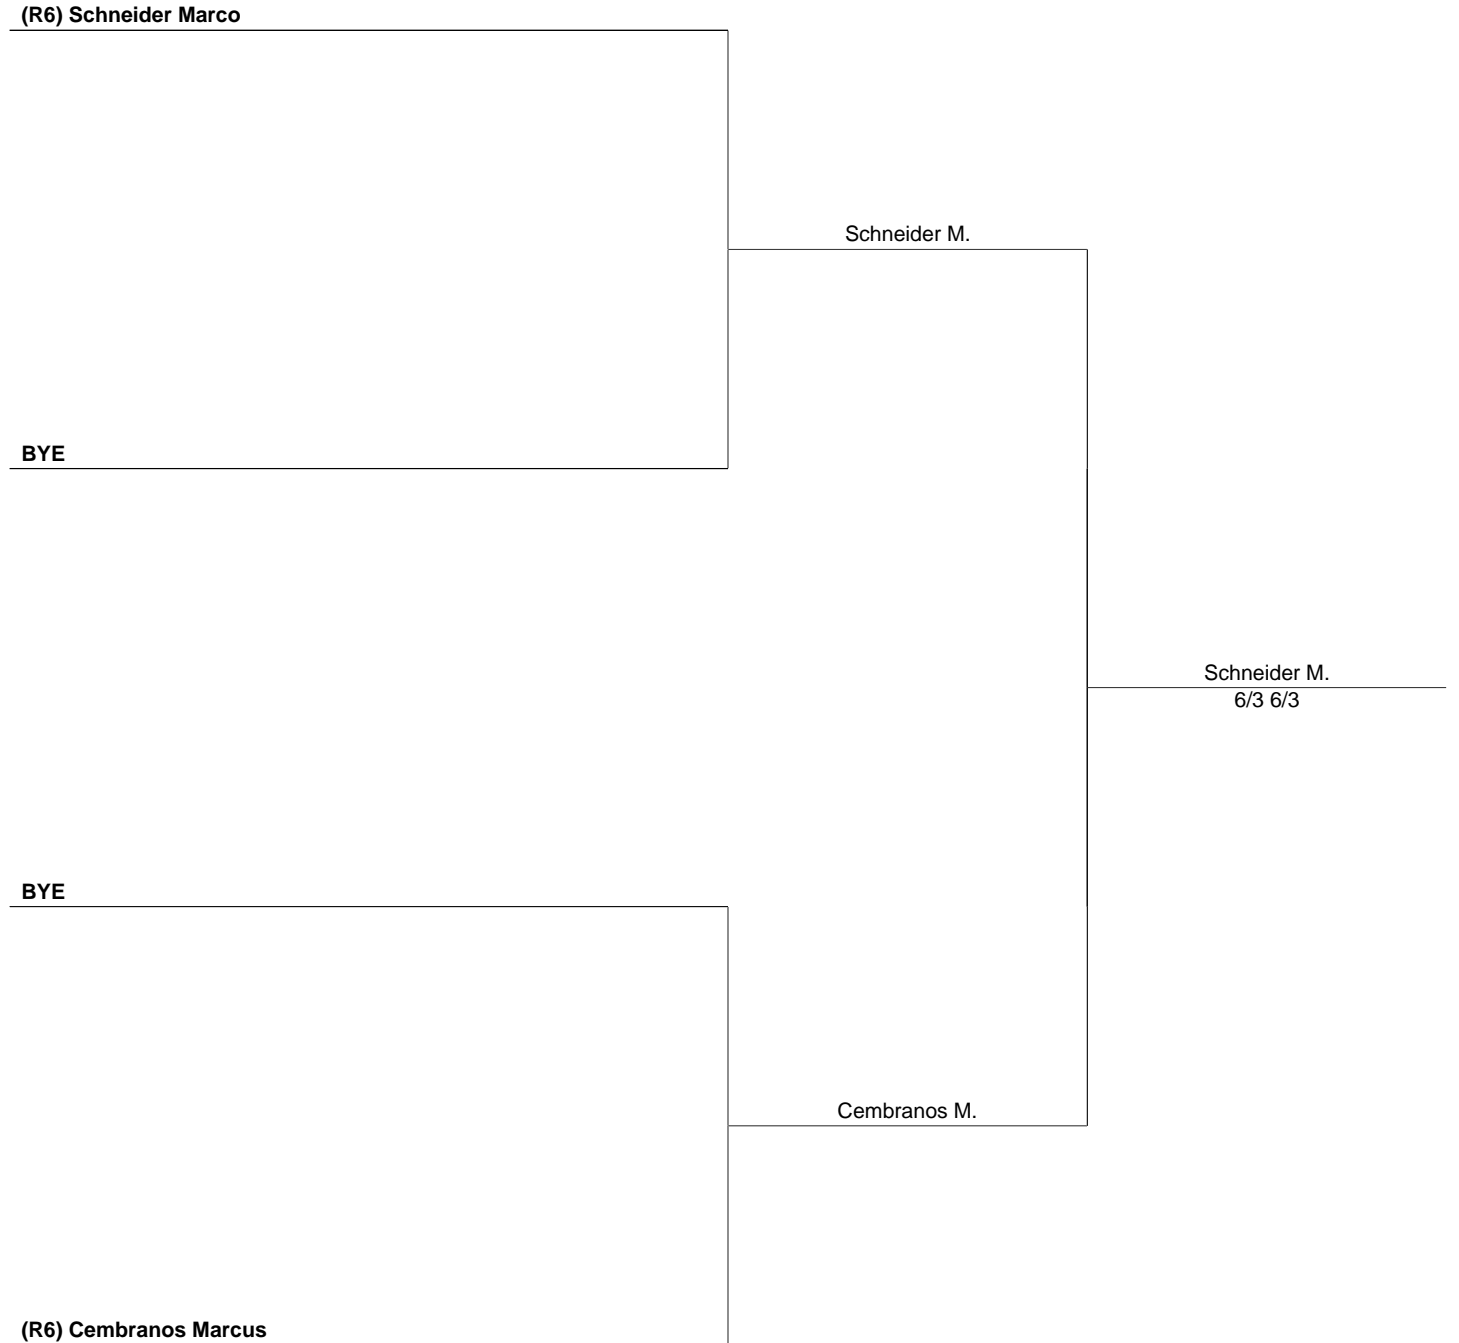 (R6) Schneider Marco
Schneider M.
BYE
Schneider M.
6/3 6/3
BYE
Cembranos M.
(R6) Cembranos Marcus